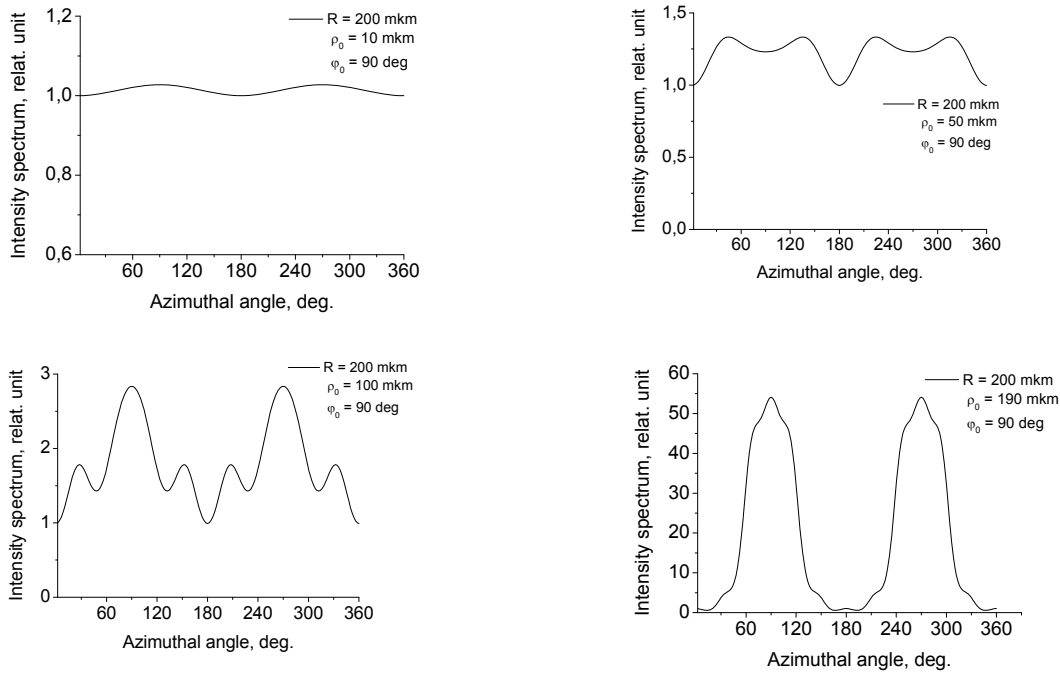 Intensity spectrum, relat. unit
1,2
1,0
0,8
0,6
R = 200 mkm
ρ₀ = 10 mkm
φ₀ = 90 deg
60 120 180 240 300 360
Azimuthal angle, deg.
Intensity spectrum, relat. unit
1,5
1,0
0,5
0,0
R = 200 mkm
ρ₀ = 50 mkm
φ₀ = 90 deg
60 120 180 240 300 360
Azimuthal angle, deg.
Intensity spectrum, relat. unit
3
2
1
0
R = 200 mkm
ρ₀ = 100 mkm
φ₀ = 90 deg
60 120 180 240 300 360
Azimuthal angle, deg.
Intensity spectrum, relat. unit
60
50
40
30
20
10
0
R = 200 mkm
ρ₀ = 190 mkm
φ₀ = 90 deg
60 120 180 240 300 360
Azimuthal angle, deg.